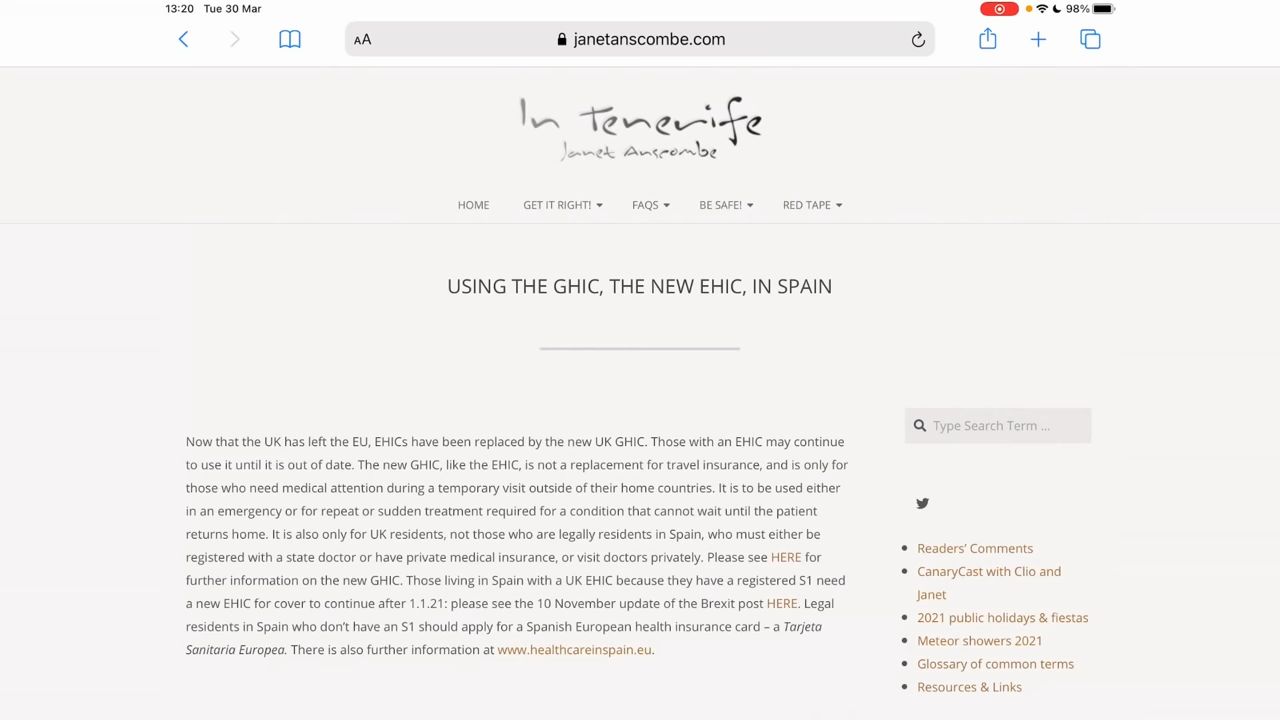 13:20 Tue 30 Mar
98%
AA janetanscombe.com
In Tenerife
Janet Anscombe
HOME GET IT RIGHT! FAQS BE SAFE! RED TAPE
USING THE GHIC, THE NEW EHIC, IN SPAIN
Now that the UK has left the EU, EHICs have been replaced by the new UK GHIC. Those with an EHIC may continue
to use it until it is out of date. The new GHIC, like the EHIC, is not a replacement for travel insurance, and is only for
those who need medical attention during a temporary visit outside of their home countries. It is to be used either
in an emergency or for repeat or sudden treatment required for a condition that cannot wait until the patient
returns home. It is also only for UK residents, not those who are legally residents in Spain, who must either be
registered with a state doctor or have private medical insurance, or visit doctors privately. Please see HERE for
further information on the new GHIC. Those living in Spain with a UK EHIC because they have a registered S1 need
a new EHIC for cover to continue after 1.1.21: please see the 10 November update of the Brexit post HERE. Legal
residents in Spain who don't have an S1 should apply for a Spanish European health insurance card – a Tarjeta
Sanitaria Europea. There is also further information at www.healthcareinspain.eu.
Type Search Term ...
Readers' Comments
CanaryCast with Clio and
Janet
2021 public holidays & fiestas
Meteor showers 2021
Glossary of common terms
Resources & Links